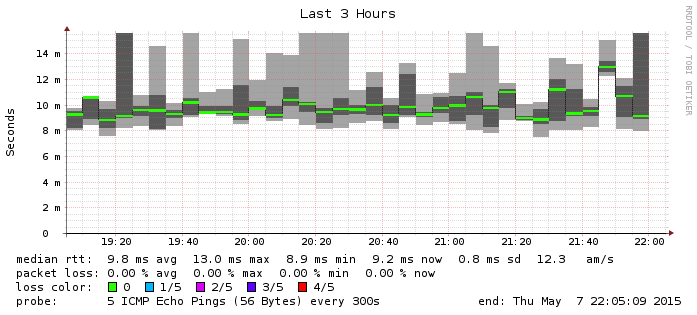 Last 3 Hours
RRDTOOL / TOBI OETIKER
Seconds
14 m
12 m
10 m
8 m
6 m
4 m
2 m
0
19:20 19:40 20:00 20:20 20:40 21:00 21:20 21:40 22:00
median rtt: 9.8 ms avg 13.0 ms max 8.9 ms min 9.2 ms now 0.8 ms sd 12.3 am/s
packet loss: 0.00 % avg 0.00 % max 0.00 % min 0.00 % now
loss color: 0 1/5 2/5 3/5 4/5
probe: 5 ICMP Echo Pings (56 Bytes) every 300s end: Thu May 7 22:05:09 2015